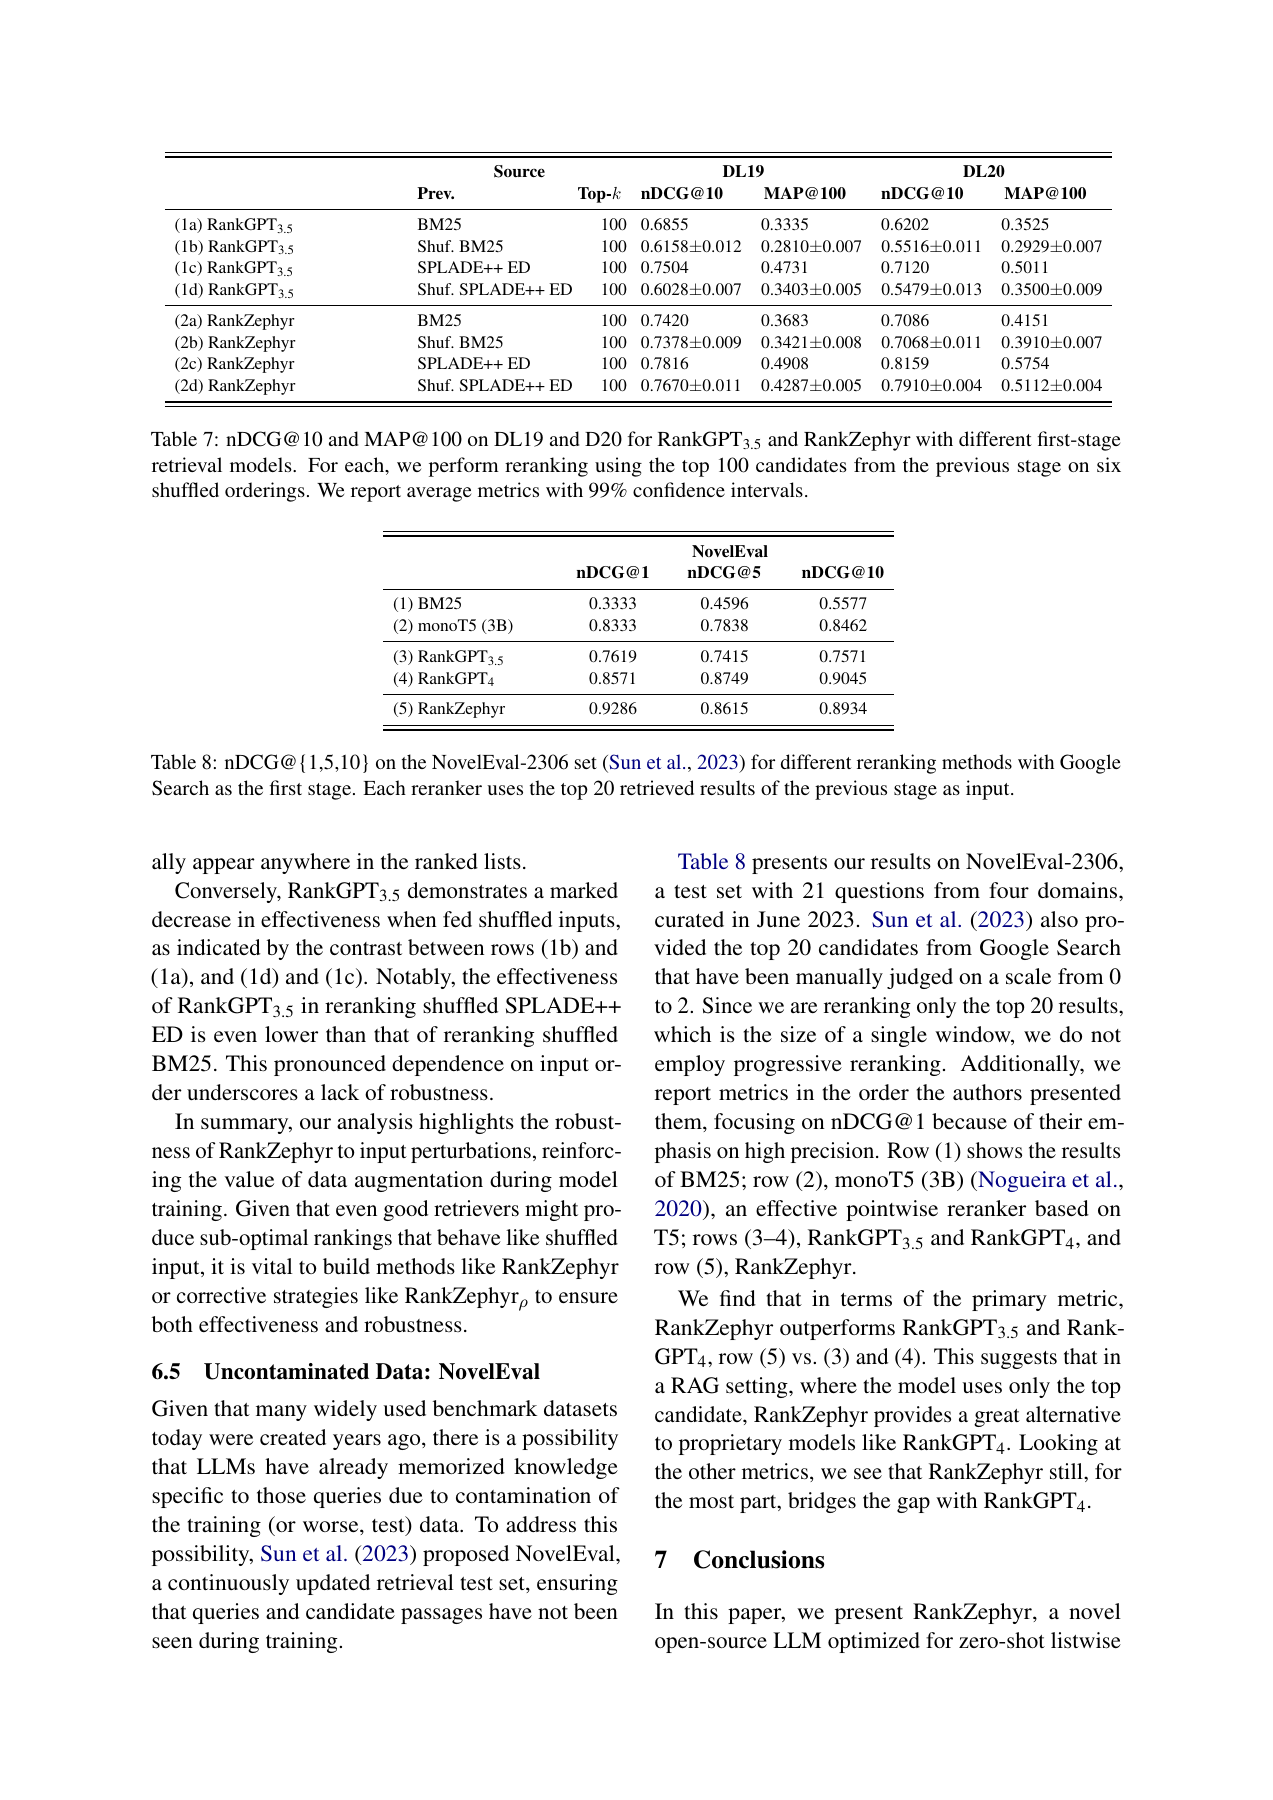 Source DL19 DL20
Prev. Top-k nDCG@10 MAP@100 nDCG@10 MAP@100
(1a) RankGPT3.5 BM25 100 0.6855 0.3335 0.6202 0.3525
(1b) RankGPT3.5 Shuf. BM25 100 0.6158±0.012 0.2810±0.007 0.5516±0.011 0.2929±0.007
(1c) RankGPT3.5 SPLADE++ ED 100 0.7504 0.4731 0.7120 0.5011
(1d) RankGPT3.5 Shuf. SPLADE++ ED 100 0.6028±0.007 0.3403±0.005 0.5479±0.013 0.3500±0.009
(2a) RankZephyr BM25 100 0.7420 0.3683 0.7086 0.4151
(2b) RankZephyr Shuf. BM25 100 0.7378±0.009 0.3421±0.008 0.7068±0.011 0.3910±0.007
(2c) RankZephyr SPLADE++ ED 100 0.7816 0.4908 0.8159 0.5754
(2d) RankZephyr Shuf. SPLADE++ ED 100 0.7670±0.011 0.4287±0.005 0.7910±0.004 0.5112±0.004
Table 7: nDCG@10 and MAP@100 on DL19 and D20 for RankGPT3.5 and RankZephyr with different first-stage
retrieval models. For each, we perform reranking using the top 100 candidates from the previous stage on six
shuffled orderings. We report average metrics with 99% confidence intervals.
NovelEval
nDCG@1 nDCG@5 nDCG@10
(1) BM25 0.3333 0.4596 0.5577
(2) monoT5 (3B) 0.8333 0.7838 0.8462
(3) RankGPT3.5 0.7619 0.7415 0.7571
(4) RankGPT4 0.8571 0.8749 0.9045
(5) RankZephyr 0.9286 0.8615 0.8934
Table 8: nDCG@{1,5,10} on the NovelEval-2306 set (Sun et al., 2023) for different reranking methods with Google
Search as the first stage. Each reranker uses the top 20 retrieved results of the previous stage as input.
ally appear anywhere in the ranked lists.
Conversely, RankGPT3.5 demonstrates a marked
decrease in effectiveness when fed shuffled inputs,
as indicated by the contrast between rows (1b) and
(1a), and (1d) and (1c). Notably, the effectiveness
of RankGPT3.5 in reranking shuffled SPLADE++
ED is even lower than that of reranking shuffled
BM25. This pronounced dependence on input or-
der underscores a lack of robustness.
In summary, our analysis highlights the robust-
ness of RankZephyr to input perturbations, reinforc-
ing the value of data augmentation during model
training. Given that even good retrievers might pro-
duce sub-optimal rankings that behave like shuffled
input, it is vital to build methods like RankZephyr
or corrective strategies like RankZephyrρ to ensure
both effectiveness and robustness.
6.5 Uncontaminated Data: NovelEval
Given that many widely used benchmark datasets
today were created years ago, there is a possibility
that LLMs have already memorized knowledge
specific to those queries due to contamination of
the training (or worse, test) data. To address this
possibility, Sun et al. (2023) proposed NovelEval,
a continuously updated retrieval test set, ensuring
that queries and candidate passages have not been
seen during training.
Table 8 presents our results on NovelEval-2306,
a test set with 21 questions from four domains,
curated in June 2023. Sun et al. (2023) also pro-
vided the top 20 candidates from Google Search
that have been manually judged on a scale from 0
to 2. Since we are reranking only the top 20 results,
which is the size of a single window, we do not
employ progressive reranking. Additionally, we
report metrics in the order the authors presented
them, focusing on nDCG@1 because of their em-
phasis on high precision. Row (1) shows the results
of BM25; row (2), monoT5 (3B) (Nogueira et al.,
2020), an effective pointwise reranker based on
T5; rows (3–4), RankGPT3.5 and RankGPT4, and
row (5), RankZephyr.
We find that in terms of the primary metric,
RankZephyr outperforms RankGPT3.5 and Rank-
GPT4, row (5) vs. (3) and (4). This suggests that in
a RAG setting, where the model uses only the top
candidate, RankZephyr provides a great alternative
to proprietary models like RankGPT4. Looking at
the other metrics, we see that RankZephyr still, for
the most part, bridges the gap with RankGPT4.
7 Conclusions
In this paper, we present RankZephyr, a novel
open-source LLM optimized for zero-shot listwise